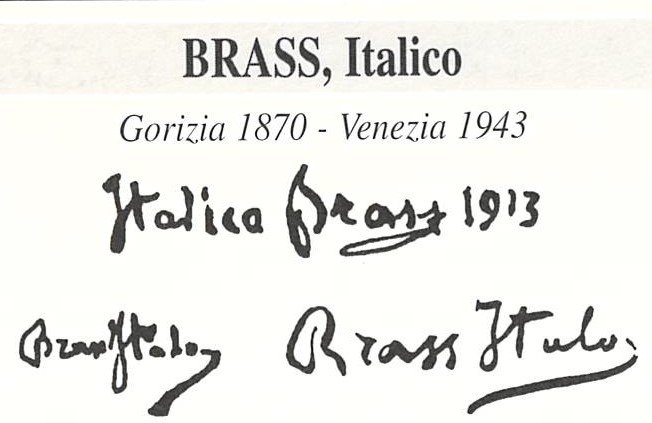 BRASS, Italico
Gorizia 1870 - Venezia 1943
Italico Brass 1913
Brass Italo
Brass Italo